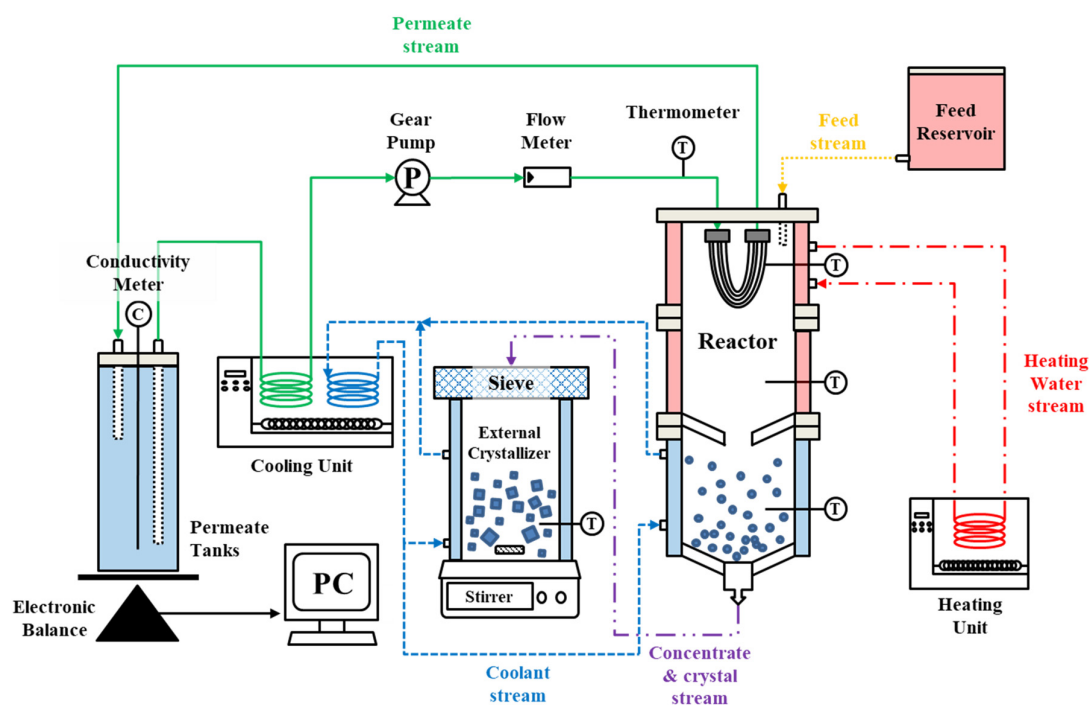 Permeate
stream
Gear
Pump
P
Flow
Meter
Thermometer
T
Feed
stream
Feed
Reservoir
Conductivity
Meter
C
T
Reactor
T
Heating
Water
stream
Sieve
External
Crystallizer
T
T
Cooling Unit
Permeate
Tanks
PC
Stirrer
Electronic
Balance
Heating
Unit
Coolant
stream
Concentrate
& crystal
stream